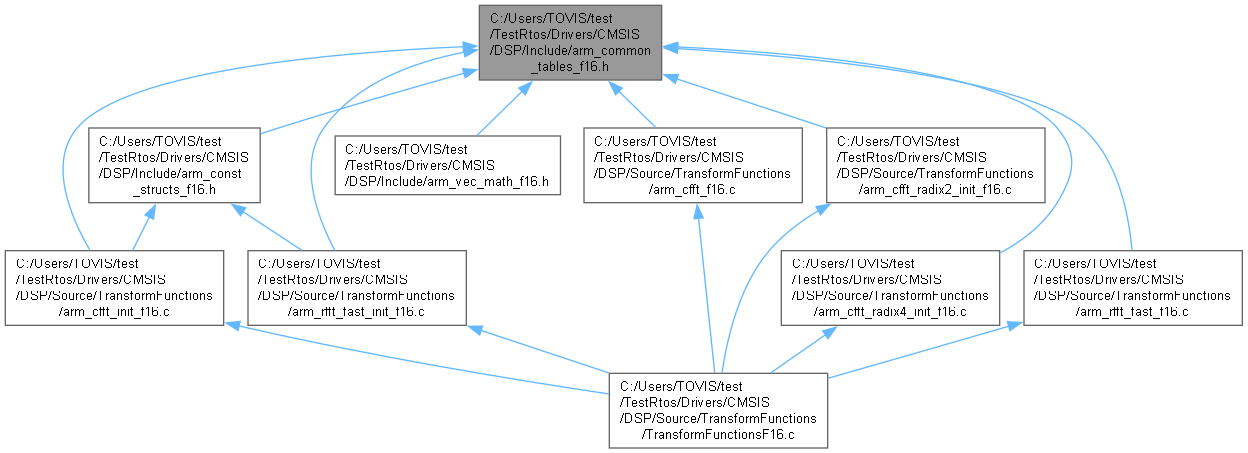 C:/Users/TOVIS/test
/TestRtos/Drivers/CMSIS
/DSP/Include/arm_common
_tables_f16.h
C:/Users/TOVIS/test
/TestRtos/Drivers/CMSIS
/DSP/Include/arm_const
_structs_f16.h
C:/Users/TOVIS/test
/TestRtos/Drivers/CMSIS
/DSP/Include/arm_vec_math_f16.h
C:/Users/TOVIS/test
/TestRtos/Drivers/CMSIS
/DSP/Source/TransformFunctions
/arm_cfft_f16.c
C:/Users/TOVIS/test
/TestRtos/Drivers/CMSIS
/DSP/Source/TransformFunctions
/arm_cfft_radix2_init_f16.c
C:/Users/TOVIS/test
/TestRtos/Drivers/CMSIS
/DSP/Source/TransformFunctions
/arm_cfft_init_f16.c
C:/Users/TOVIS/test
/TestRtos/Drivers/CMSIS
/DSP/Source/TransformFunctions
/arm_rfft_fast_init_f16.c
C:/Users/TOVIS/test
/TestRtos/Drivers/CMSIS
/DSP/Source/TransformFunctions
/arm_cfft_radix4_init_f16.c
C:/Users/TOVIS/test
/TestRtos/Drivers/CMSIS
/DSP/Source/TransformFunctions
/arm_rfft_fast_f16.c
C:/Users/TOVIS/test
/TestRtos/Drivers/CMSIS
/DSP/Source/TransformFunctions
/TransformFunctionsF16.c